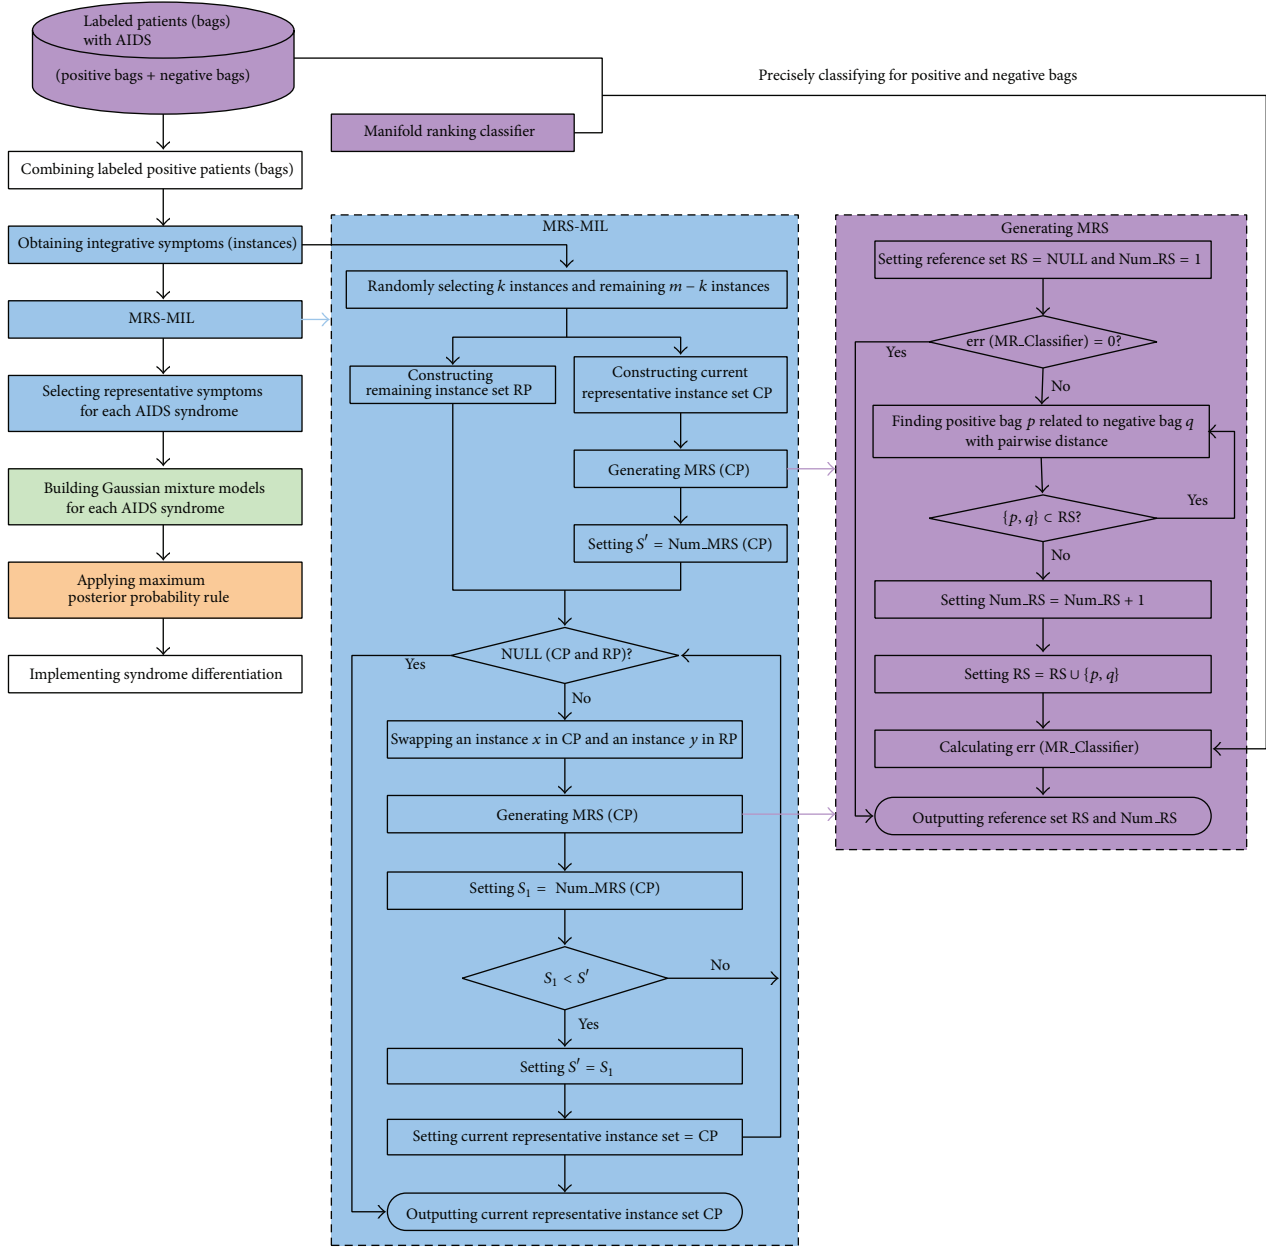 Labeled patients (bags)
with AIDS
(positive bags + negative bags)
Combining labeled positive patients (bags)
Obtaining integrative symptoms (instances)
MRS-MIL
Selecting representative symptoms
for each AIDS syndrome
Building Gaussian mixture models
for each AIDS syndrome
Applying maximum
posterior probability rule
Implementing syndrome differentiation
Manifold ranking classifier
Precisely classifying for positive and negative bags
MRS-MIL
Randomly selecting k instances and remaining m − k instances
Constructing
remaining instance set RP
Constructing current
representative instance set CP
Generating MRS (CP)
Setting S′ = Num_MRS (CP)
NULL (CP and RP)?
Yes
No
Swapping an instance x in CP and an instance y in RP
Generating MRS (CP)
Setting S₁ = Num_MRS (CP)
S₁ < S′
No
Yes
Setting S′ = S₁
Setting current representative instance set = CP
Outputting current representative instance set CP
Generating MRS
Setting reference set RS = NULL and Num_RS = 1
err (MR_Classifier) = 0?
Yes
No
Finding positive bag p related to negative bag q
with pairwise distance
Yes
{p, q} ⊂ RS?
No
Setting Num_RS = Num_RS + 1
Setting RS = RS ∪ {p, q}
Calculating err (MR_Classifier)
Outputting reference set RS and Num_RS